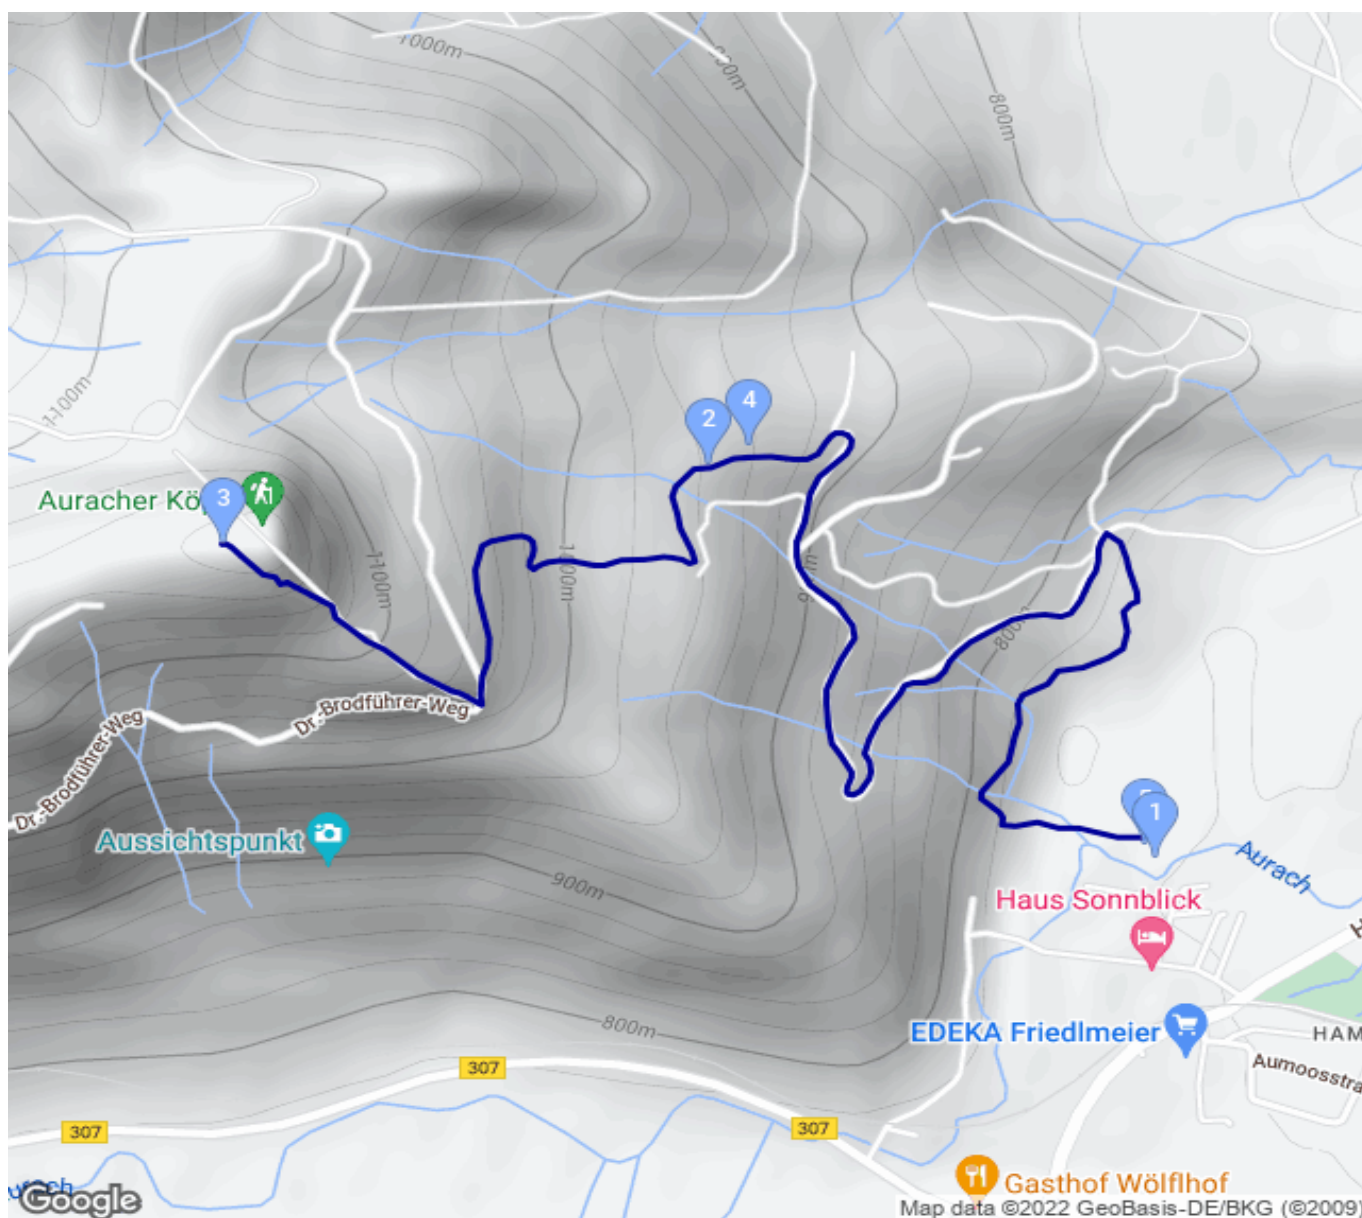 1000m
800m
1100m
Auracher Kö
3
2
4
1100m
1000m
800m
Dr.-Brodführer-Weg
Dr.-Brodführer-Weg
Aussichtspunkt
1
Aurach
900m
Haus Sonnblick
800m
EDEKA Friedlmeier
HAM
307
Aumoosstra
307
307
Gasthof Wölflhof
Google
Map data ©2022 GeoBasis-DE/BKG (©2009)